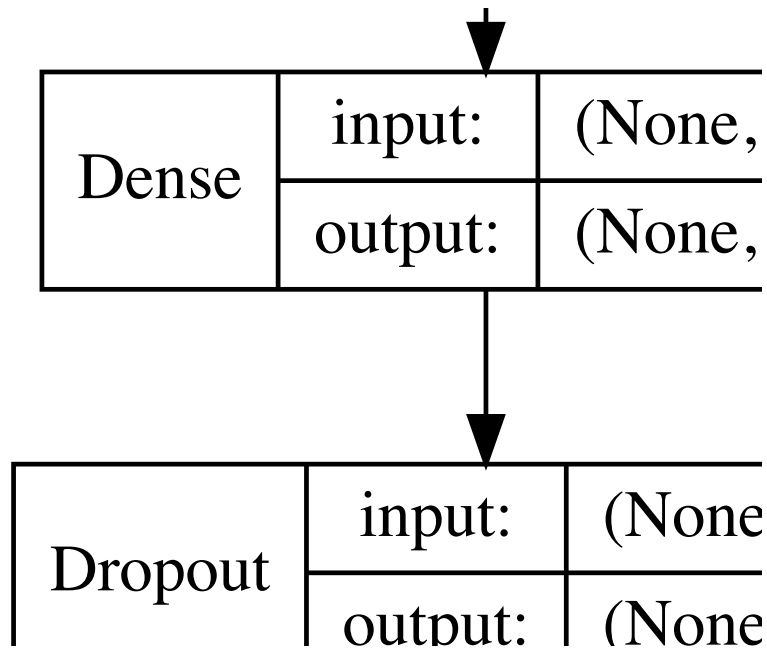 input: (None,
Dense
output: (None,
input: (None
Dropout
output: (None